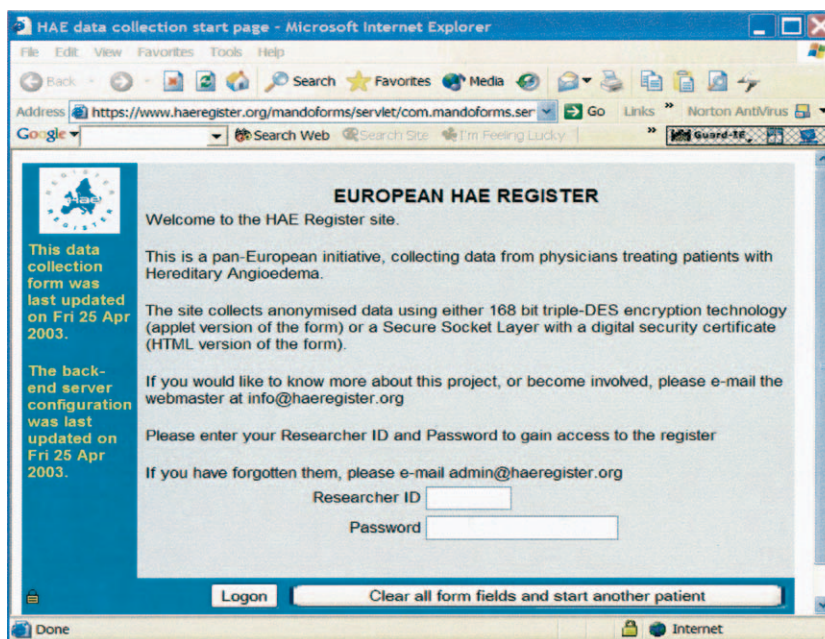 HAE data collection start page - Microsoft Internet Explorer
File Edit View Favorites Tools Help
Back Search Favorites Media
Address https://www.haeregister.org/mandoforms/servlet/com.mandoforms.ser Go Links » Norton AntiVirus
Google Search Web Search Site I'm Feeling Lucky » Guard-IE
Hae
REGISTER
This data
collection
form was
last updated
on Fri 25 Apr
2003.
The back-
end server
configuration
was last
updated on
Fri 25 Apr
2003.
EUROPEAN HAE REGISTER
Welcome to the HAE Register site.
This is a pan-European initiative, collecting data from physicians treating patients with
Hereditary Angioedema.
The site collects anonymised data using either 168 bit triple-DES encryption technology
(applet version of the form) or a Secure Socket Layer with a digital security certificate
(HTML version of the form).
If you would like to know more about this project, or become involved, please e-mail the
webmaster at info@haeregister.org
Please enter your Researcher ID and Password to gain access to the register
If you have forgotten them, please e-mail admin@haeregister.org
Researcher ID
Password
Logon Clear all form fields and start another patient
Done Internet